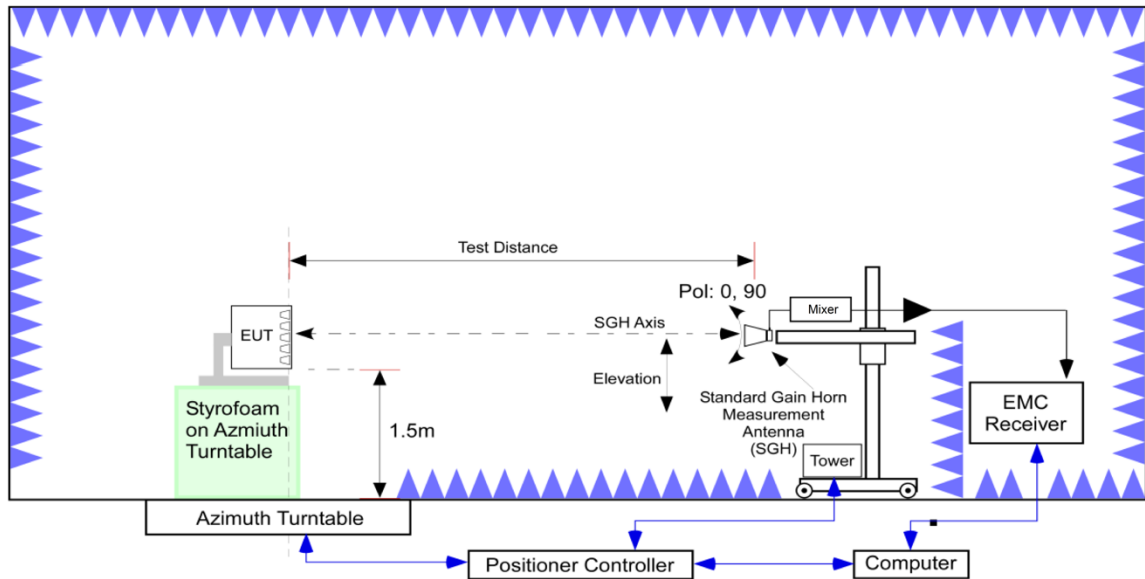 Test Distance
Pol: 0, 90
Mixer
EUT
SGH Axis
Elevation
Styrofoam
on Azmiuth
Turntable
1.5m
Standard Gain Horn
Measurement
Antenna
(SGH)
EMC
Receiver
Tower
Azimuth Turntable
Positioner Controller
Computer